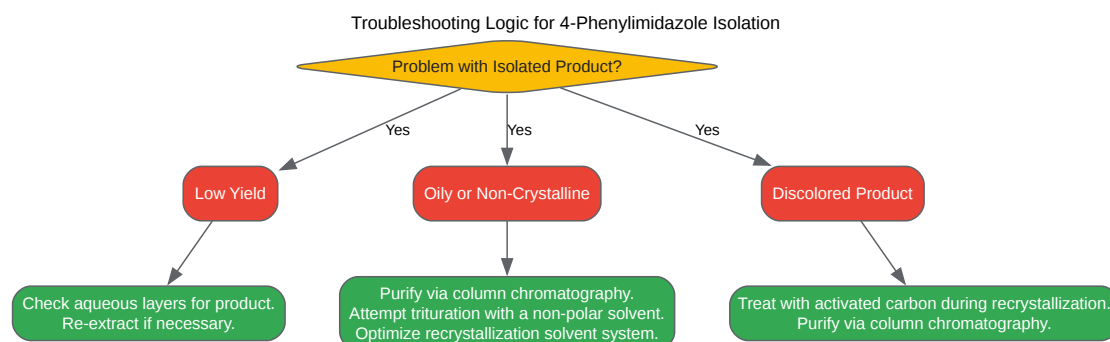 Troubleshooting Logic for 4-Phenylimidazole Isolation
Problem with Isolated Product?
Yes
Yes
Yes
Low Yield
Oily or Non-Crystalline
Discolored Product
Check aqueous layers for product.
Re-extract if necessary.
Purify via column chromatography.
Attempt trituration with a non-polar solvent.
Optimize recrystallization solvent system.
Treat with activated carbon during recrystallization.
Purify via column chromatography.